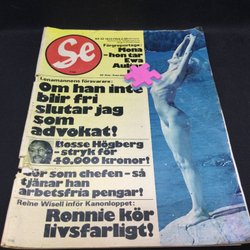 Se
Färgreportage:
Mona
- hon tar
Ewa
Lenamannens försvarare:
Om han inte
blir fri
slutar jag
som
advokat!
Bosse Högberg
- stryk för
40.000 kronor!
Gör som chefen - så
tjänar han
arbetsfria pengar!
Reine Wisell inför Kanonloppet:
Ronnie kör
livsfarligt!